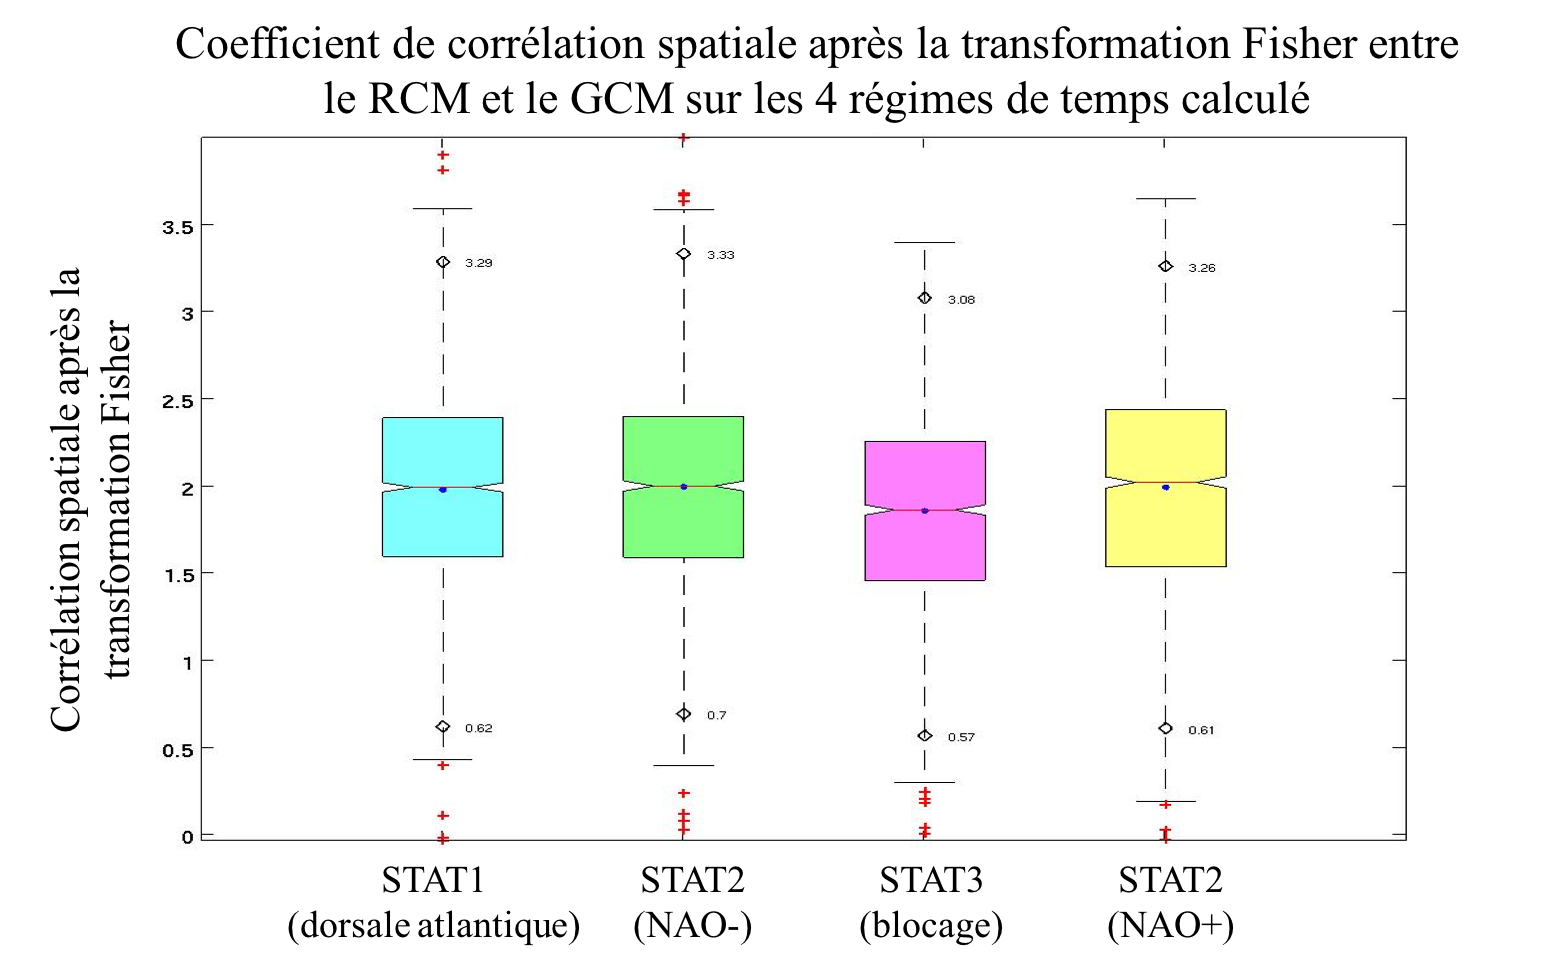 Coefficient de corrélation spatiale après la transformation Fisher entre
le RCM et le GCM sur les 4 régimes de temps calculé
Corrélation spatiale après la
transformation Fisher
3.5
3
2.5
2
1.5
1
0.5
0
3.29
0.62
3.33
0.7
3.08
0.57
3.26
0.61
STAT1
(dorsale atlantique)
STAT2
(NAO-)
STAT3
(blocage)
STAT2
(NAO+)